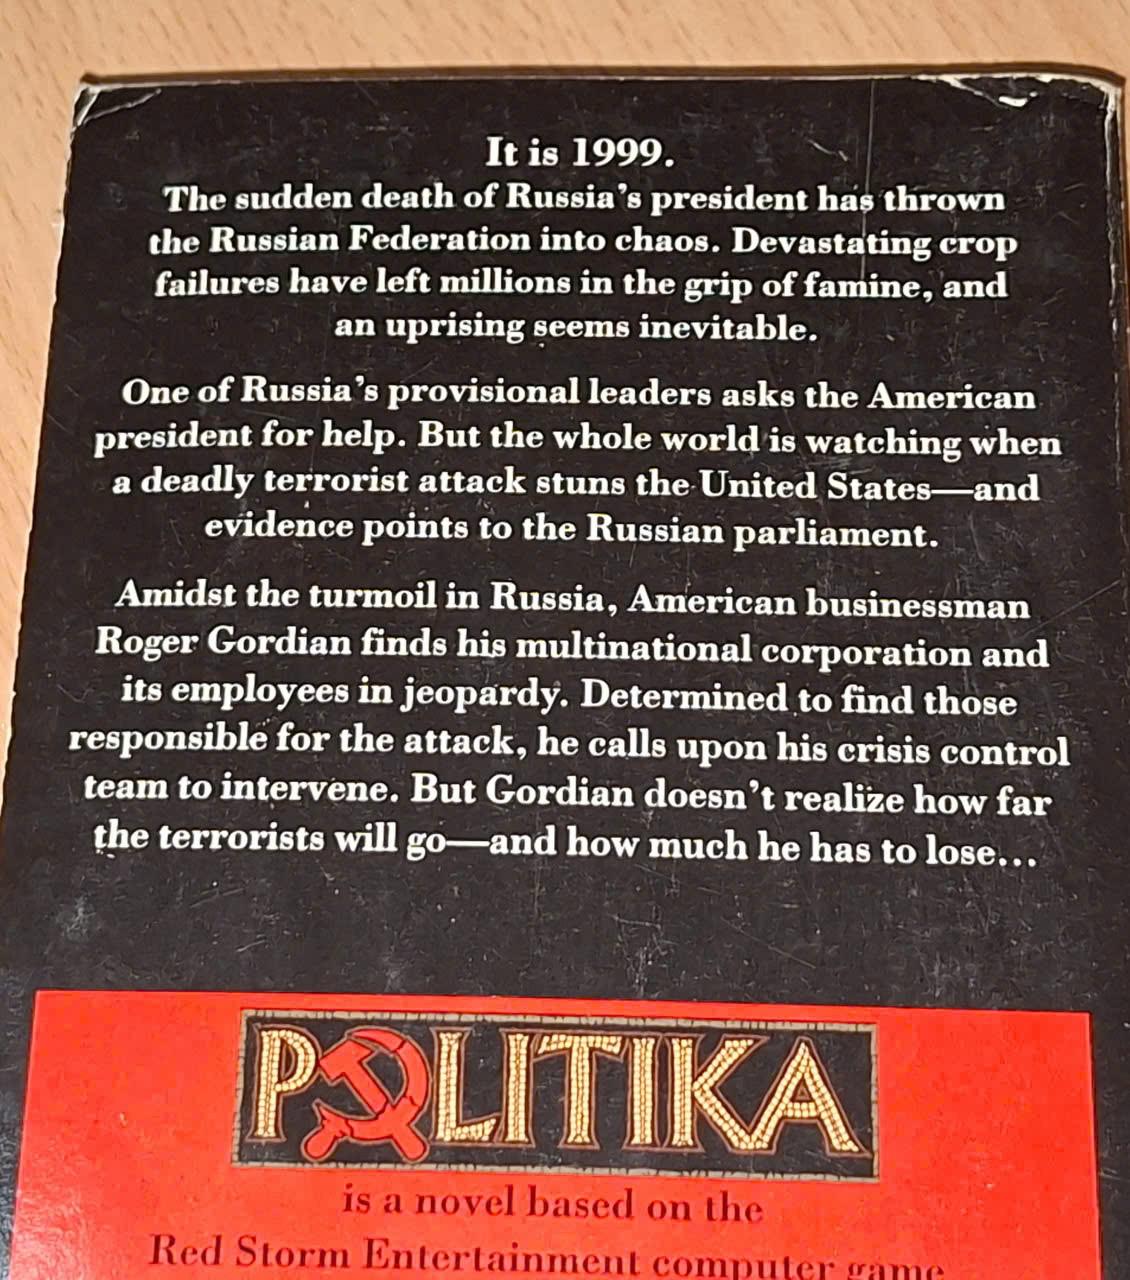 It is 1999.
The sudden death of Russia's president has thrown
the Russian Federation into chaos. Devastating crop
failures have left millions in the grip of famine, and
an uprising seems inevitable.
One of Russia's provisional leaders asks the American
president for help. But the whole world is watching when
a deadly terrorist attack stuns the United States—and
evidence points to the Russian parliament.
Amidst the turmoil in Russia, American businessman
Roger Gordian finds his multinational corporation and
its employees in jeopardy. Determined to find those
responsible for the attack, he calls upon his crisis control
team to intervene. But Gordian doesn't realize how far
the terrorists will go—and how much he has to lose...
POLITIKA
is a novel based on the
Red Storm Entertainment computer game